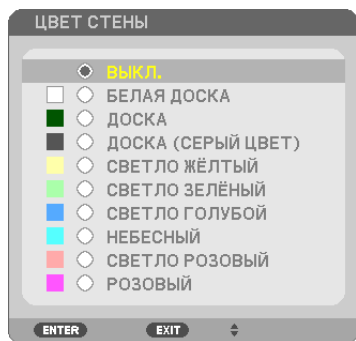 ЦВЕТ СТЕНЫ
ВЫКЛ.
БЕЛАЯ ДОСКА
ДОСКА
ДОСКА (СЕРЫЙ ЦВЕТ)
СВЕТЛО ЖЁЛТЫЙ
СВЕТЛО ЗЕЛЁНЫЙ
СВЕТЛО ГОЛУБОЙ
НЕБЕСНЫЙ
СВЕТЛО РОЗОВЫЙ
РОЗОВЫЙ
ENTER EXIT